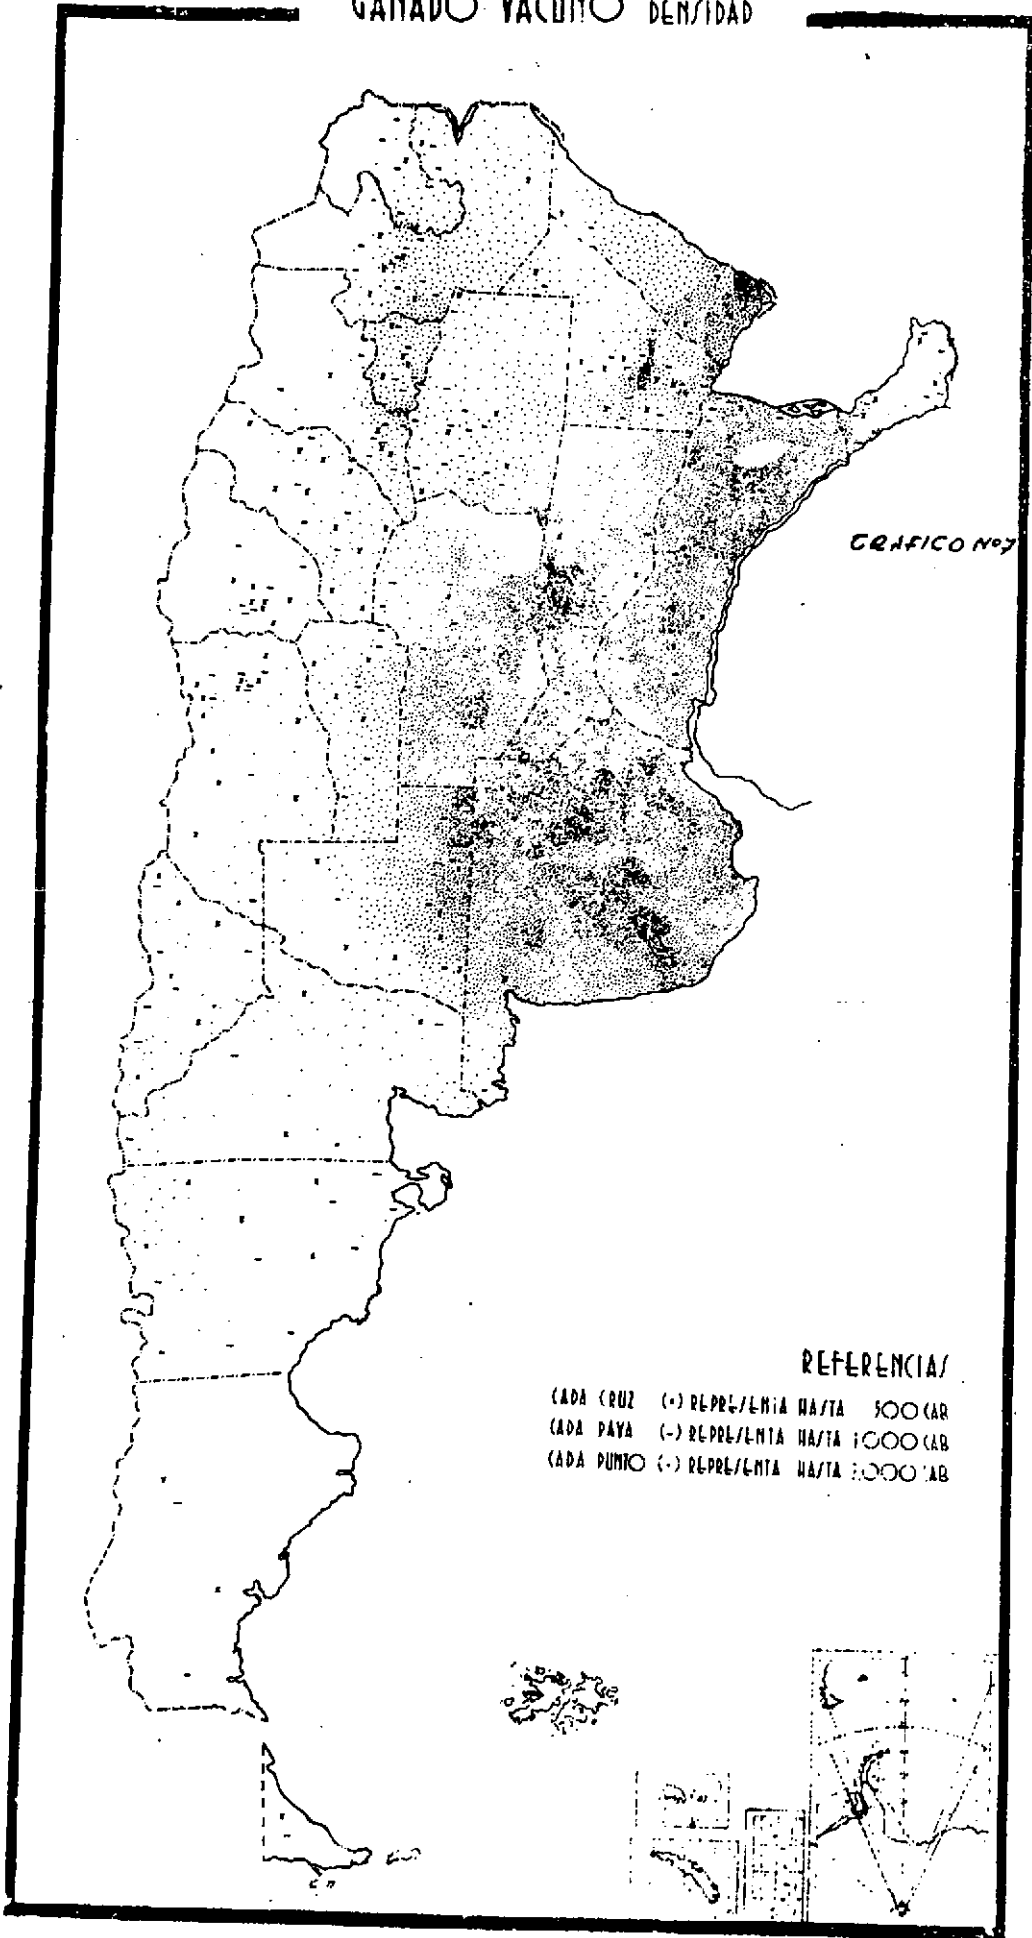 GANADO VACUNO DENSIDAD
GRAFICO Nº7
REFERENCIAS
CADA CRUZ (+) REPRESENTA HASTA 500 CAB
CADA RAYA (-) REPRESENTA HASTA 1000 CAB
CADA PUNTO (·) REPRESENTA HASTA